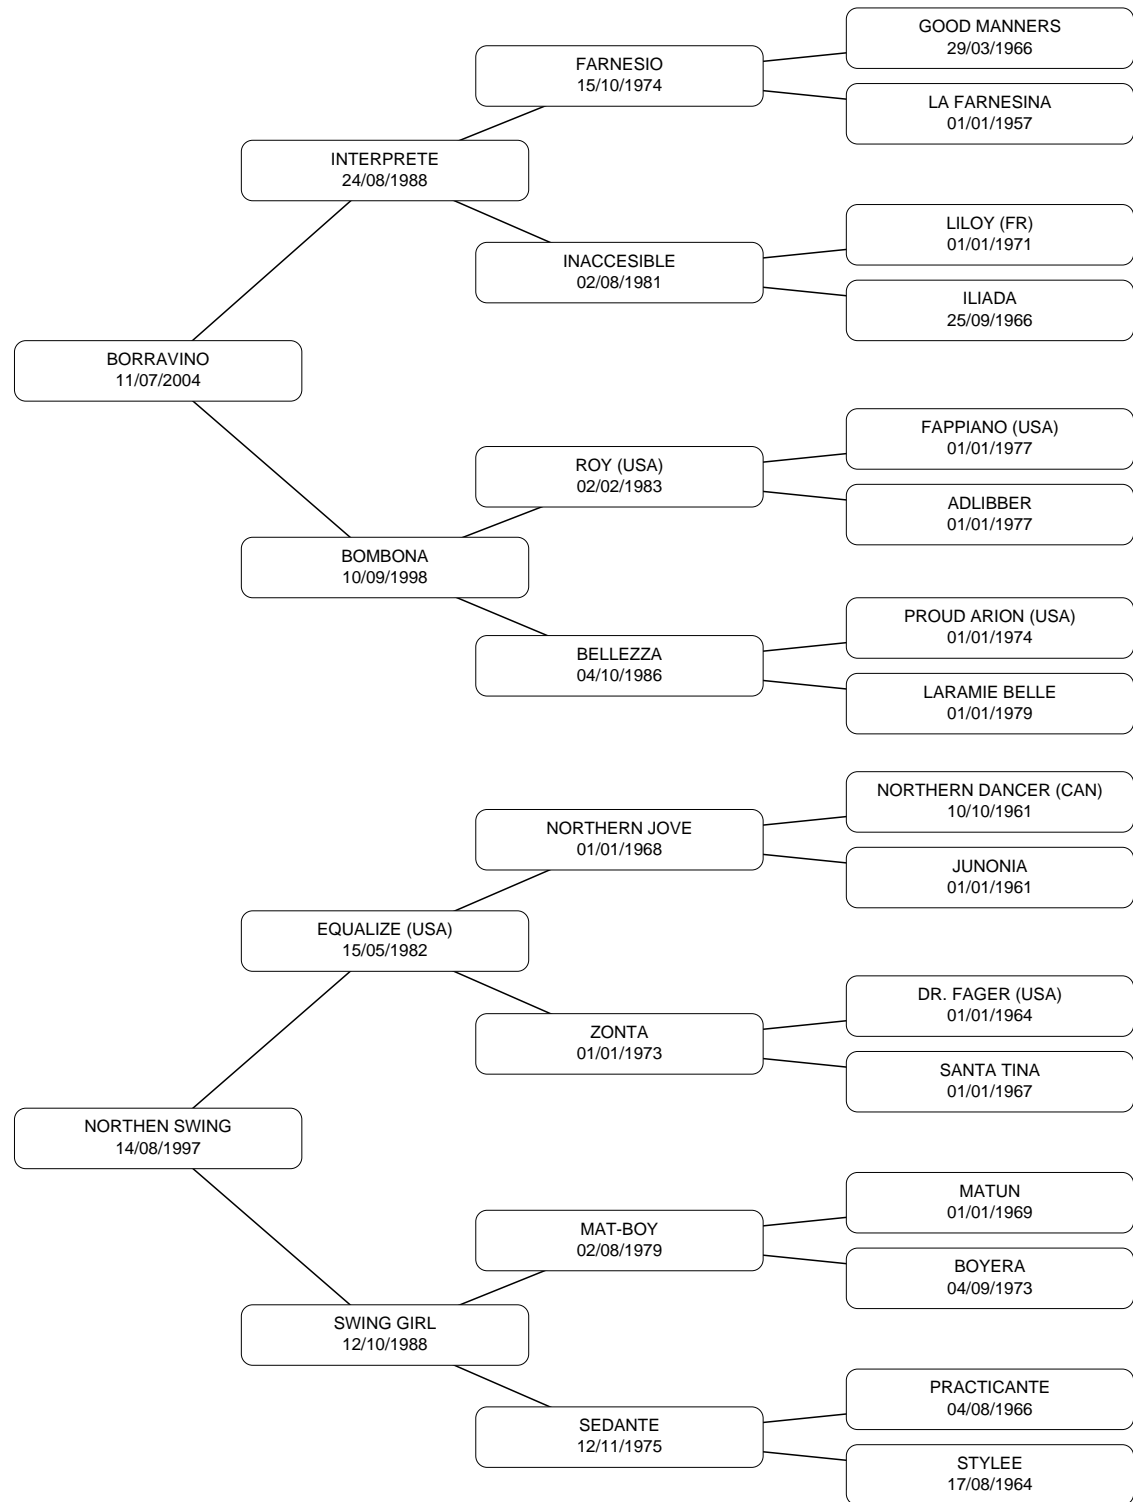 GOOD MANNERS
29/03/1966
FARNESIO
15/10/1974
LA FARNESINA
01/01/1957
INTERPRETE
24/08/1988
LILOY (FR)
01/01/1971
INACCESIBLE
02/08/1981
ILIADA
25/09/1966
BORRAVINO
11/07/2004
FAPPIANO (USA)
01/01/1977
ROY (USA)
02/02/1983
ADLIBBER
01/01/1977
BOMBONA
10/09/1998
PROUD ARION (USA)
01/01/1974
BELLEZZA
04/10/1986
LARAMIE BELLE
01/01/1979
NORTHERN DANCER (CAN)
10/10/1961
NORTHERN JOVE
01/01/1968
JUNONIA
01/01/1961
EQUALIZE (USA)
15/05/1982
DR. FAGER (USA)
01/01/1964
ZONTA
01/01/1973
SANTA TINA
01/01/1967
NORTHEN SWING
14/08/1997
MATUN
01/01/1969
MAT-BOY
02/08/1979
BOYERA
04/09/1973
SWING GIRL
12/10/1988
PRACTICANTE
04/08/1966
SEDANTE
12/11/1975
STYLEE
17/08/1964